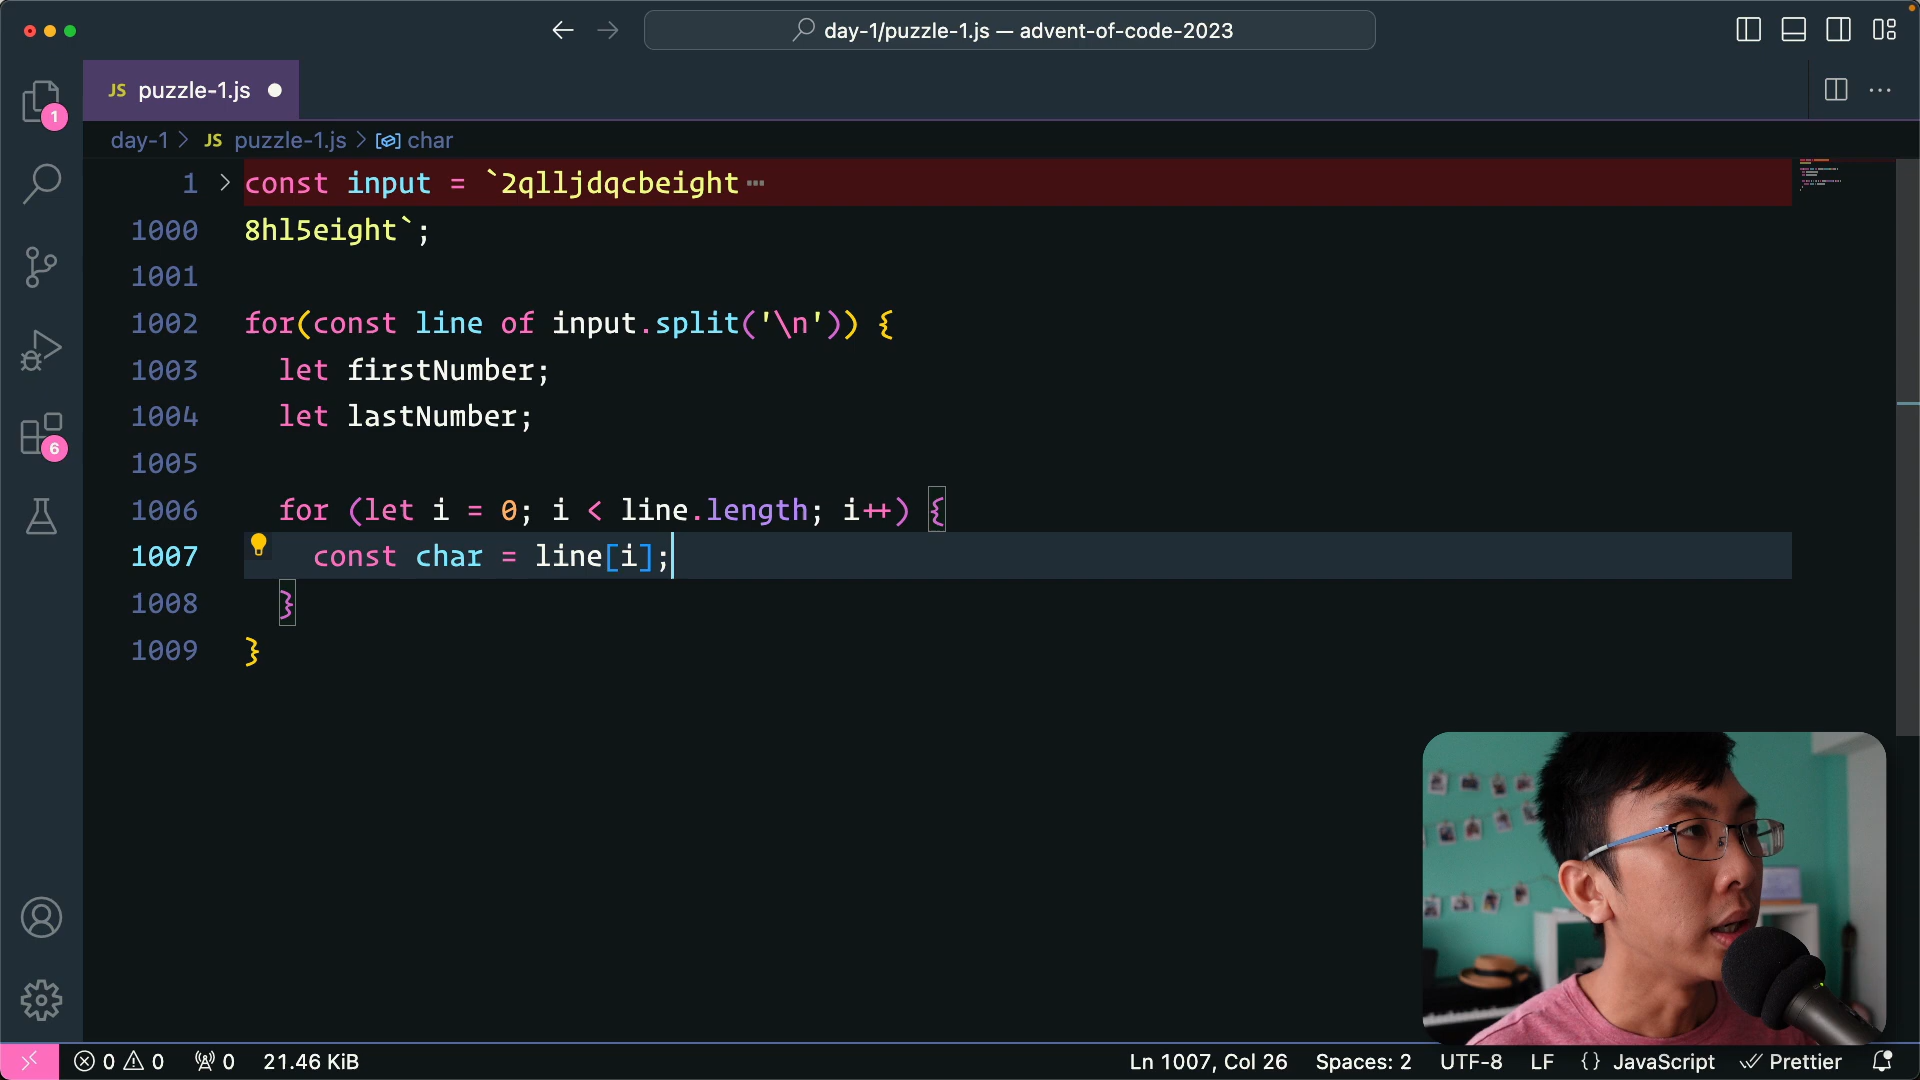 day-1/puzzle-1.js — advent-of-code-2023
JS puzzle-1.js
1
day-1 > JS puzzle-1.js > char
1 > const input = `2qlljdqcbeight…
1000 8hl5eight`;
1001
1002 for(const line of input.split('\n')) {
1003 let firstNumber;
1004 let lastNumber;
1005
1006 for (let i = 0; i < line.length; i++) {
1007 const char = line[i];
1008 }
1009 }
6
0 0 0 21.46 KiB Ln 1007, Col 26 Spaces: 2 UTF-8 LF {} JavaScript Prettier